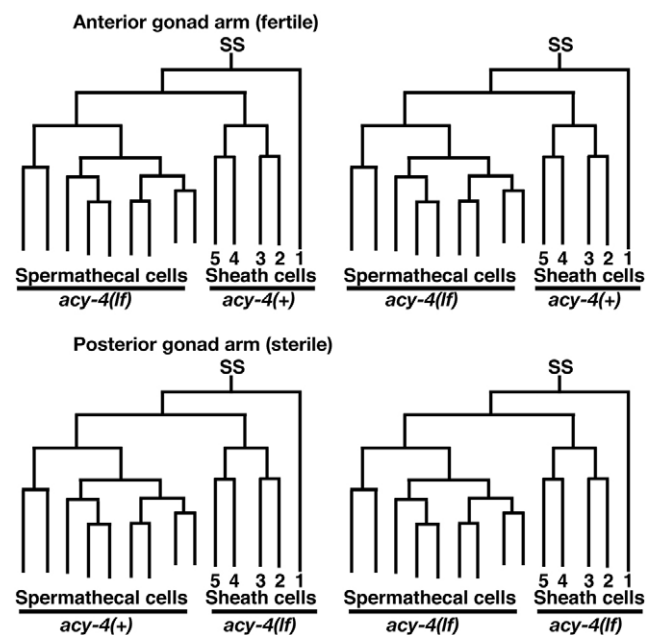 Anterior gonad arm (fertile)
SS SS
5 4 3 2 1 5 4 3 2 1
Spermathecal cells Sheath cells Spermathecal cells Sheath cells
acy-4(lf) acy-4(+) acy-4(lf) acy-4(+)
Posterior gonad arm (sterile)
SS SS
5 4 3 2 1 5 4 3 2 1
Spermathecal cells Sheath cells Spermathecal cells Sheath cells
acy-4(+) acy-4(lf) acy-4(lf) acy-4(lf)